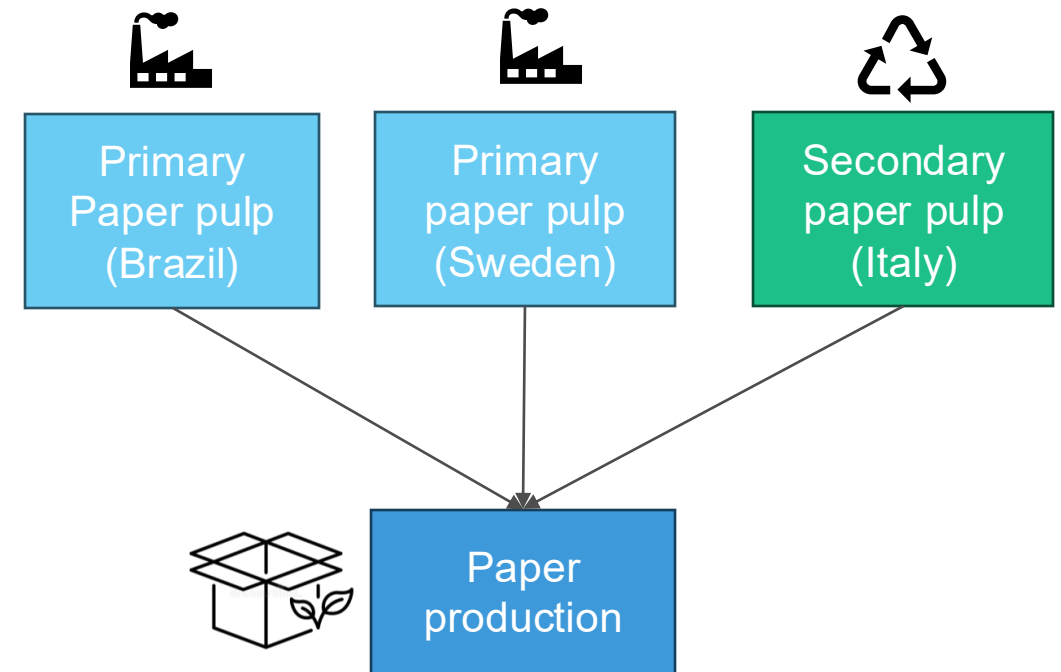 Primary
Paper pulp
(Brazil)
Primary
paper pulp
(Sweden)
Secondary
paper pulp
(Italy)
Paper
production